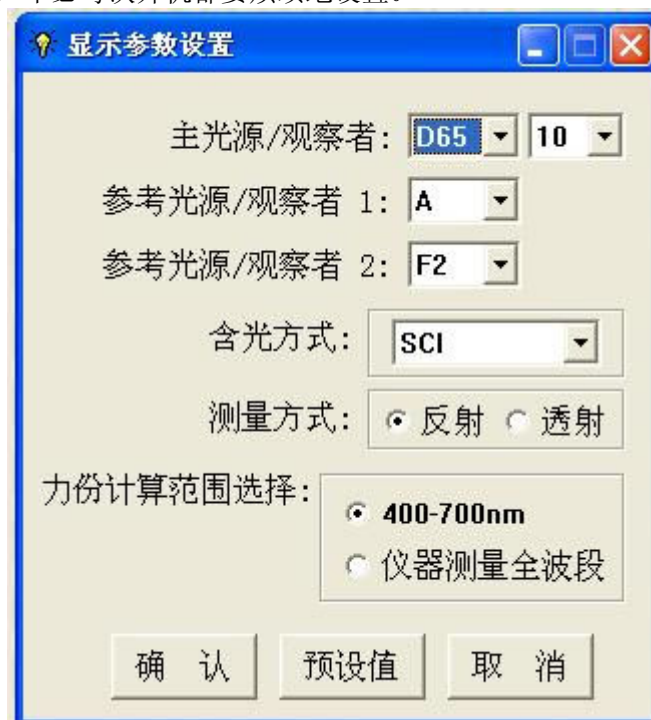 显示参数设置
主光源/观察者: D65 10
参考光源/观察者 1: A
参考光源/观察者 2: F2
含光方式: SCI
测量方式: 反射 透射
力份计算范围选择:
400-700nm
仪器测量全波段
确 认 预设值 取 消